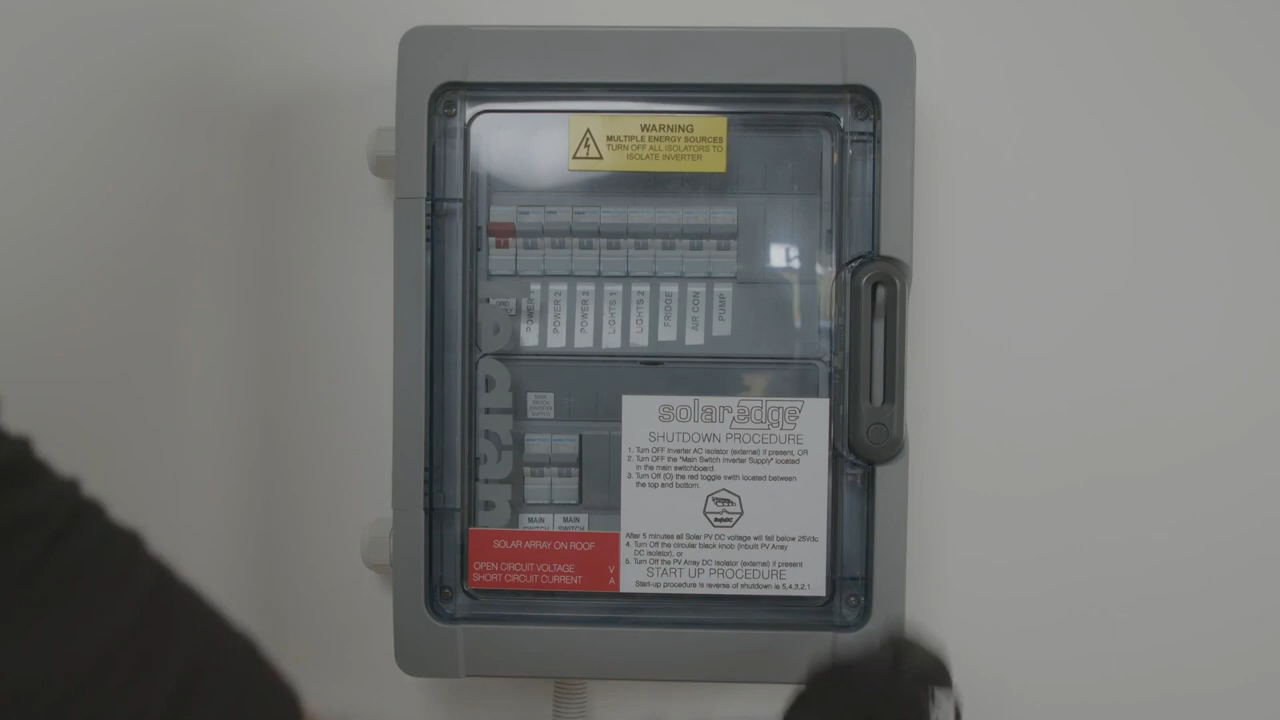 WARNING
MULTIPLE ENERGY SOURCES
TURN OFF ALL ISOLATORS TO
ISOLATE INVERTER
POWER 1
POWER 2
POWER 3
LIGHTS 1
LIGHTS 2
FRIDGE
AIR CON
PUMP
MAIN
SWITCH
INVERTER
SUPPLY
MAIN
SWITCH
MAIN
SWITCH
solaredge
SHUTDOWN PROCEDURE
1. Turn OFF Inverter AC isolator (external) if present, OR
2. Turn OFF the "Main Switch Inverter Supply" located
in the main switchboard.
3. Turn Off (O) the red toggle swith located between
the top and bottom.
SafeDC
After 5 minutes all Solar PV DC voltage will fall below 25Vdc
4. Turn Off the circular black knob (inbuilt PV Array
DC isolator), or
5. Turn Off the PV Array DC Isolator (external) if present
START UP PROCEDURE
Start-up procedure is reverse of shutdown ie 5,4,3,2,1
SOLAR ARRAY ON ROOF
OPEN CIRCUIT VOLTAGE V
SHORT CIRCUIT CURRENT A